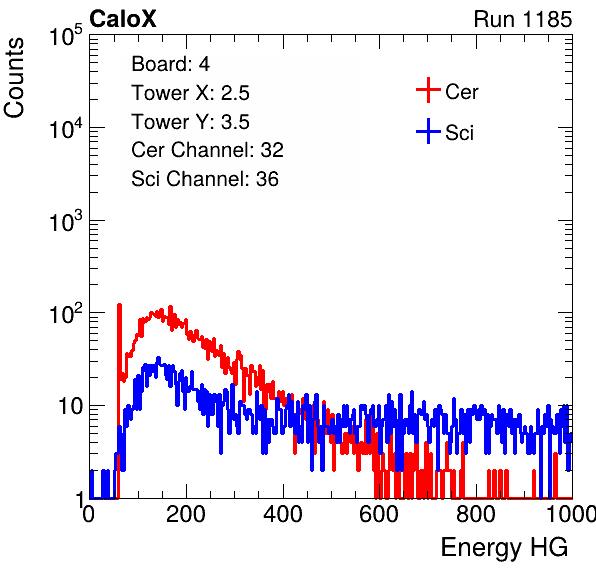 CaloX Run 1185
Counts
10^5
10^4
10^3
10^2
10
1
Board: 4
Tower X: 2.5
Tower Y: 3.5
Cer Channel: 32
Sci Channel: 36
Cer
Sci
0 200 400 600 800 1000
Energy HG